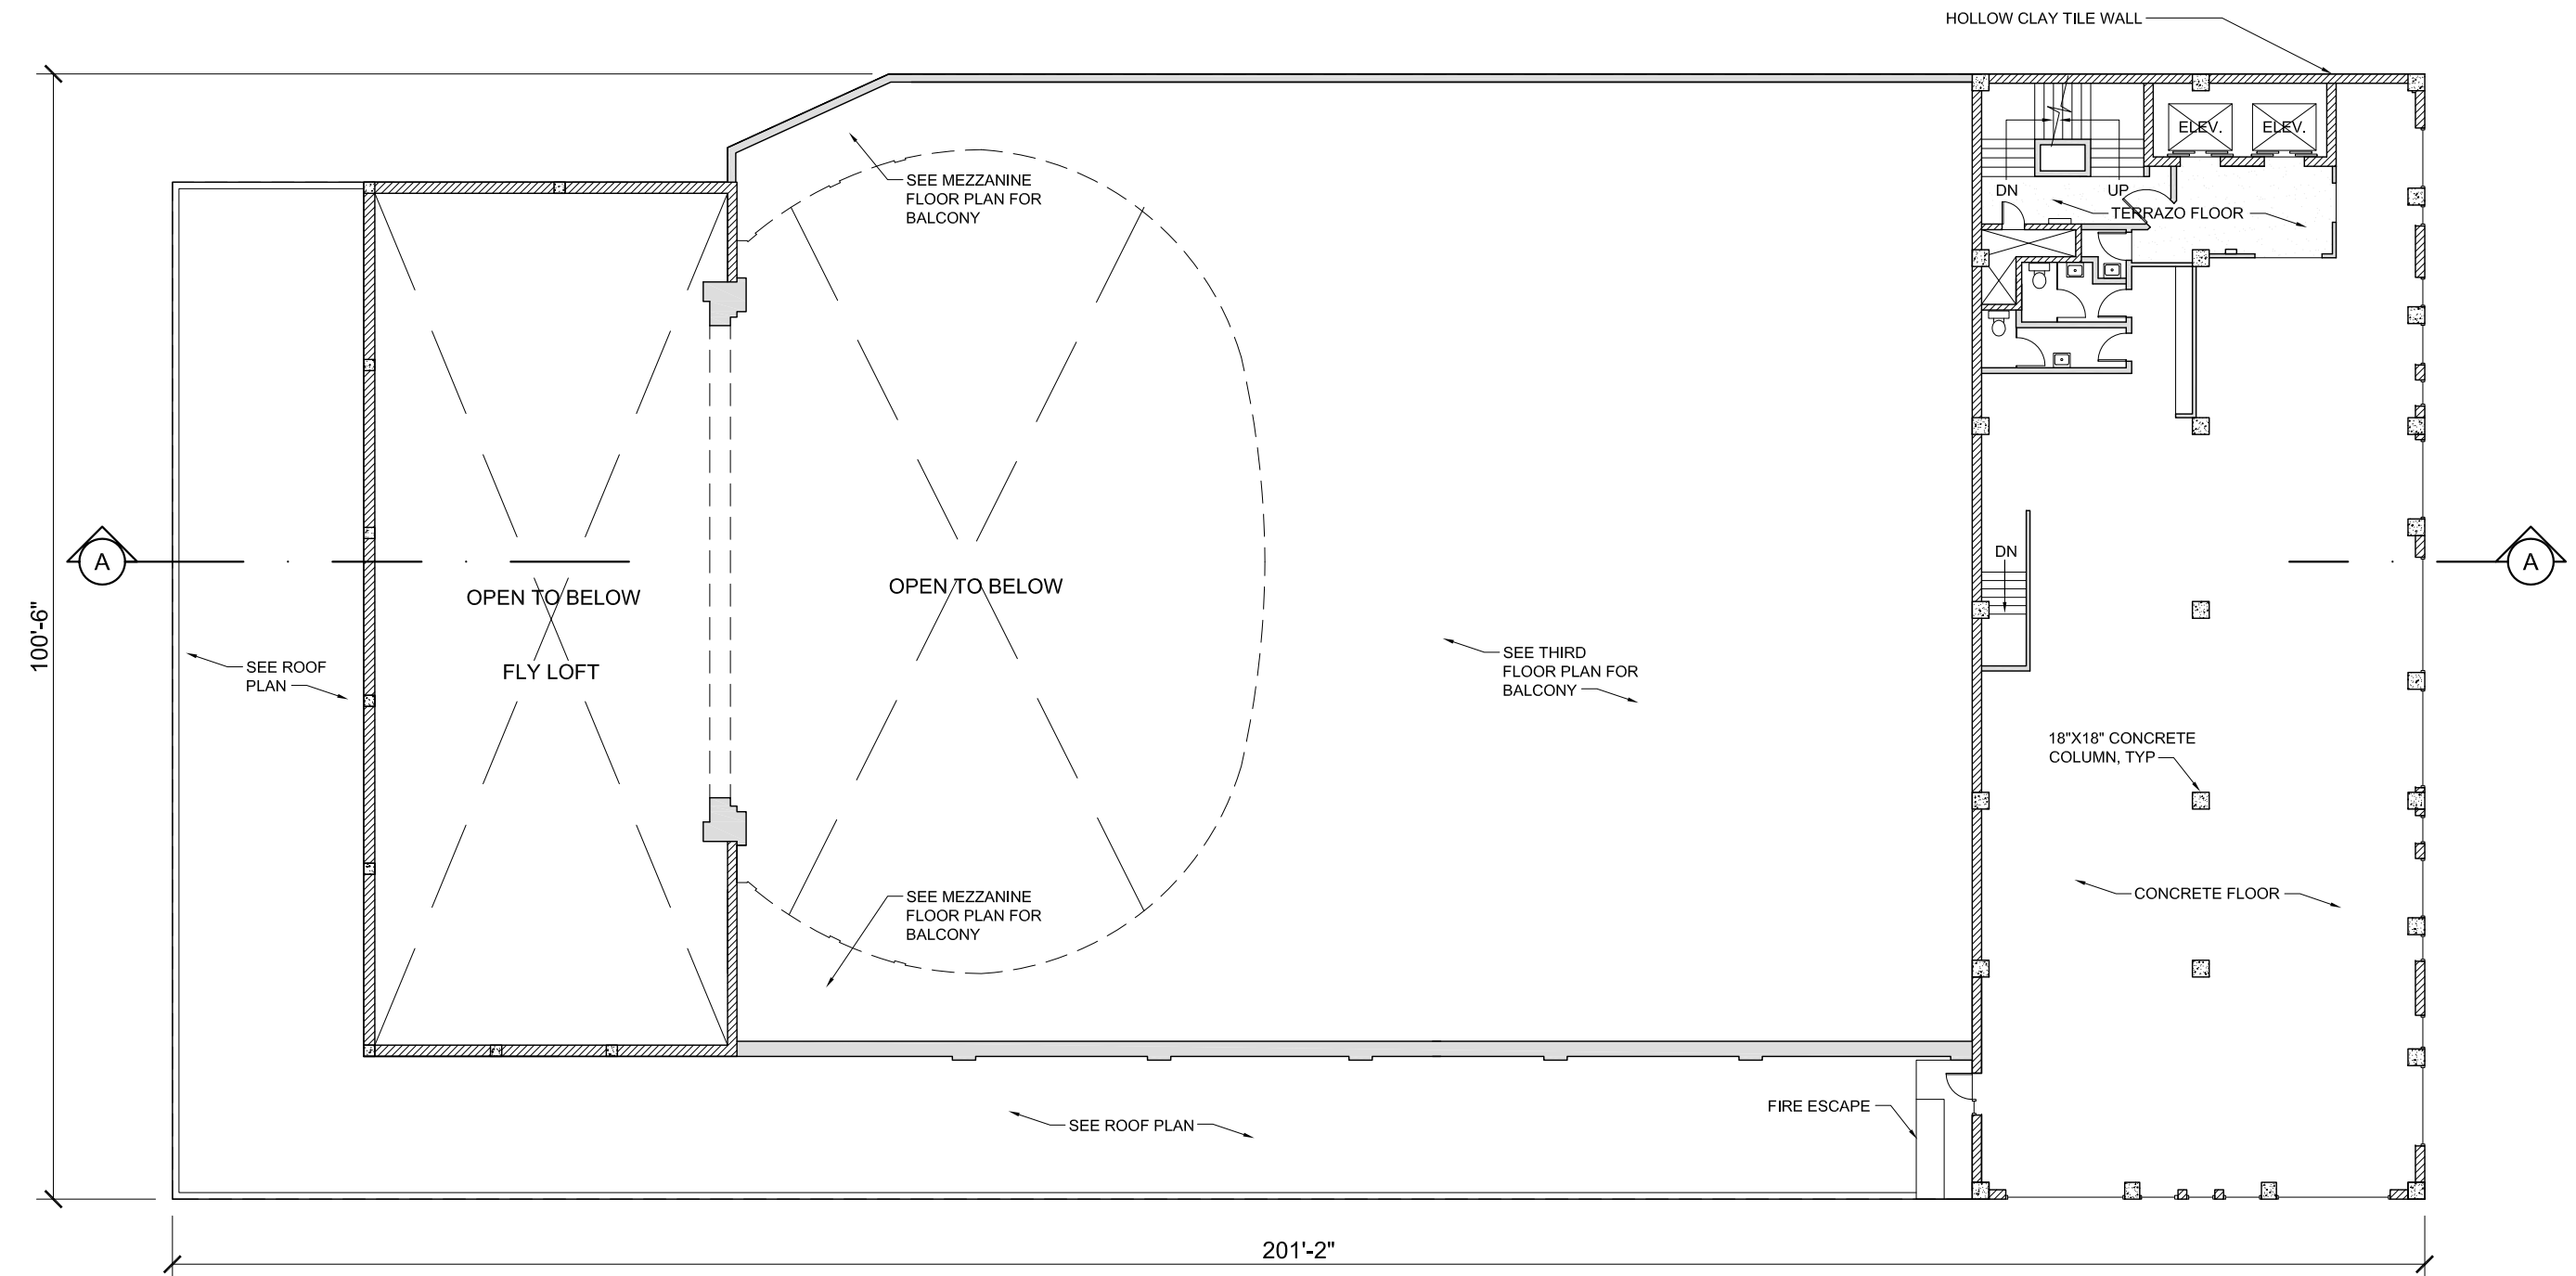 HOLLOW CLAY TILE WALL
ELEV.
ELEV.
SEE MEZZANINE
FLOOR PLAN FOR
BALCONY
DN
UP
TERRAZO FLOOR
A
OPEN TO BELOW
FLY LOFT
OPEN TO BELOW
DN
A
100'-6"
SEE ROOF
PLAN
SEE THIRD
FLOOR PLAN FOR
BALCONY
18"X18" CONCRETE
COLUMN, TYP
SEE MEZZANINE
FLOOR PLAN FOR
BALCONY
CONCRETE FLOOR
FIRE ESCAPE
SEE ROOF PLAN
201'-2"